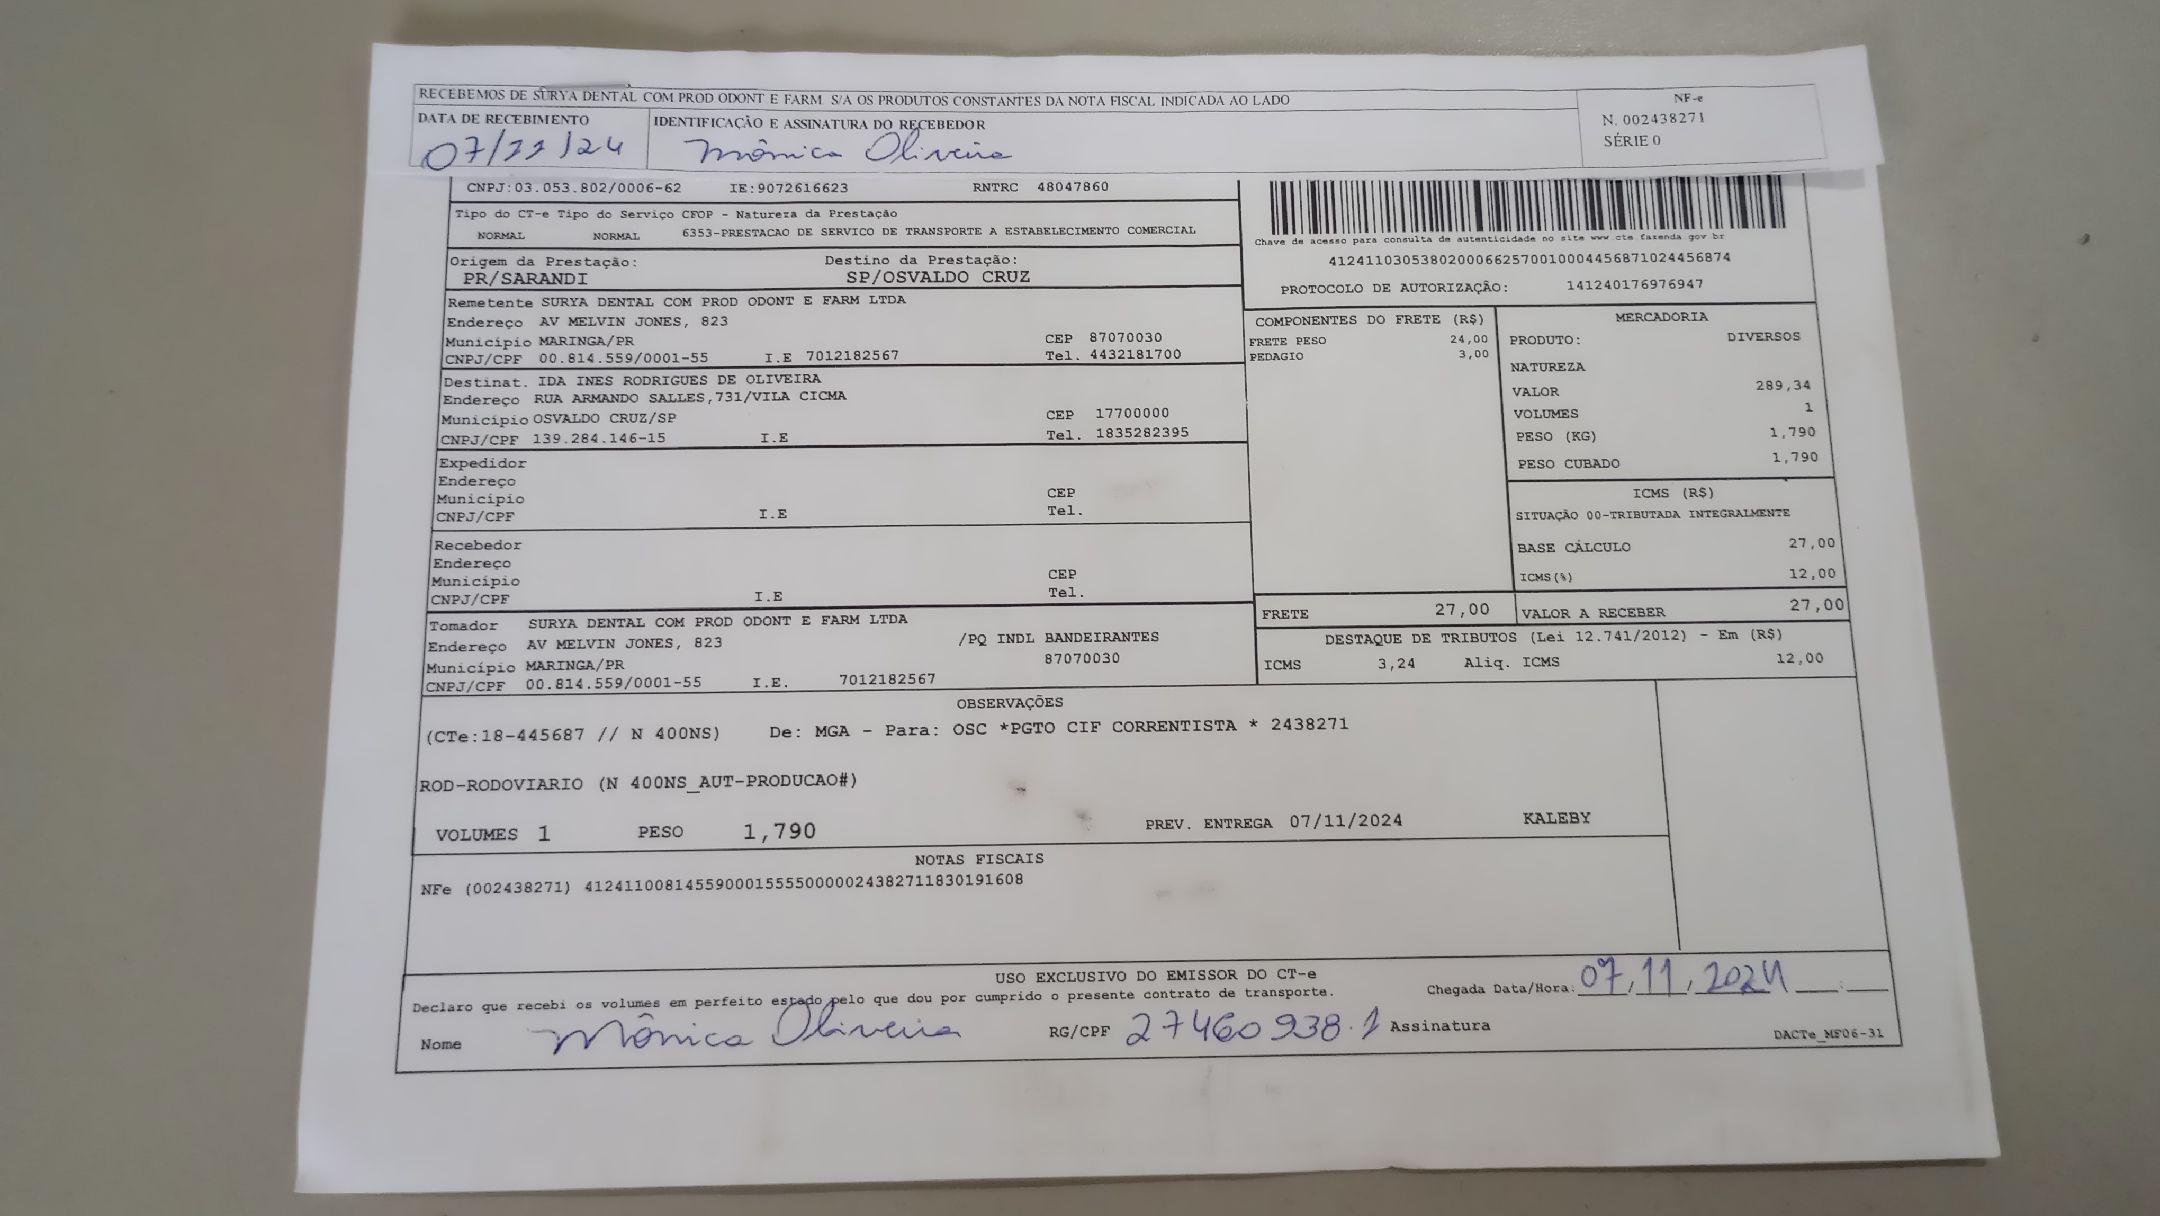 RECEBEMOS DE SURYA DENTAL COM PROD ODONT E FARM S/A OS PRODUTOS CONSTANTES DA NOTA FISCAL INDICADA AO LADO
NF-e
N. 002438271
SÉRIE 0
DATA DE RECEBIMENTO
07/11/24
IDENTIFICAÇÃO E ASSINATURA DO RECEBEDOR
Mônica Oliveira
CNPJ:03.053.802/0006-62 IE:9072616623 RNTRC 48047860
Tipo do CT-e Tipo do Serviço CFOP - Natureza da Prestação
NORMAL NORMAL 6353-PRESTACAO DE SERVICO DE TRANSPORTE A ESTABELECIMENTO COMERCIAL
Chave de acesso para consulta de autenticidade no site www.cte.fazenda.gov.br
41241103053802000662570010004456871024456874
PROTOCOLO DE AUTORIZAÇÃO: 141240176976947
Origem da Prestação: Destino da Prestação:
PR/SARANDI SP/OSVALDO CRUZ
Remetente SURYA DENTAL COM PROD ODONT E FARM LTDA
Endereço AV MELVIN JONES, 823
Município MARINGA/PR CEP 87070030
CNPJ/CPF 00.814.559/0001-55 I.E 7012182567 Tel. 4432181700
Destinat. IDA INES RODRIGUES DE OLIVEIRA
Endereço RUA ARMANDO SALLES,731/VILA CICMA
Município OSVALDO CRUZ/SP CEP 17700000
CNPJ/CPF 139.284.146-15 I.E Tel. 1835282395
Expedidor
Endereço
Município CEP
CNPJ/CPF I.E Tel.
Recebedor
Endereço
Município CEP
CNPJ/CPF I.E Tel.
Tomador SURYA DENTAL COM PROD ODONT E FARM LTDA
Endereço AV MELVIN JONES, 823 /PQ INDL BANDEIRANTES
Município MARINGA/PR 87070030
CNPJ/CPF 00.814.559/0001-55 I.E. 7012182567
COMPONENTES DO FRETE (R$)
FRETE PESO 24,00
PEDAGIO 3,00
MERCADORIA
PRODUTO: DIVERSOS
NATUREZA
VALOR 289,34
VOLUMES 1
PESO (KG) 1,790
PESO CUBADO 1,790
ICMS (R$)
SITUAÇÃO 00-TRIBUTADA INTEGRALMENTE
BASE CÁLCULO 27,00
ICMS(%) 12,00
FRETE 27,00 VALOR A RECEBER 27,00
DESTAQUE DE TRIBUTOS (Lei 12.741/2012) - Em (R$)
ICMS 3,24 Aliq. ICMS 12,00
OBSERVAÇÕES
(CTe:18-445687 // N 400NS) De: MGA - Para: OSC *PGTO CIF CORRENTISTA * 2438271
ROD-RODOVIARIO (N 400NS_AUT-PRODUCAO#)
VOLUMES 1 PESO 1,790 PREV. ENTREGA 07/11/2024 KALEBY
NOTAS FISCAIS
NFe (002438271) 41241100814559000155550000024382711830191608
USO EXCLUSIVO DO EMISSOR DO CT-e
Declaro que recebi os volumes em perfeito estado pelo que dou por cumprido o presente contrato de transporte. Chegada Data/Hora: 07/11/2024 __:__
Nome Mônica Oliveira RG/CPF 27460938.1 Assinatura
DACTe_MF06-31